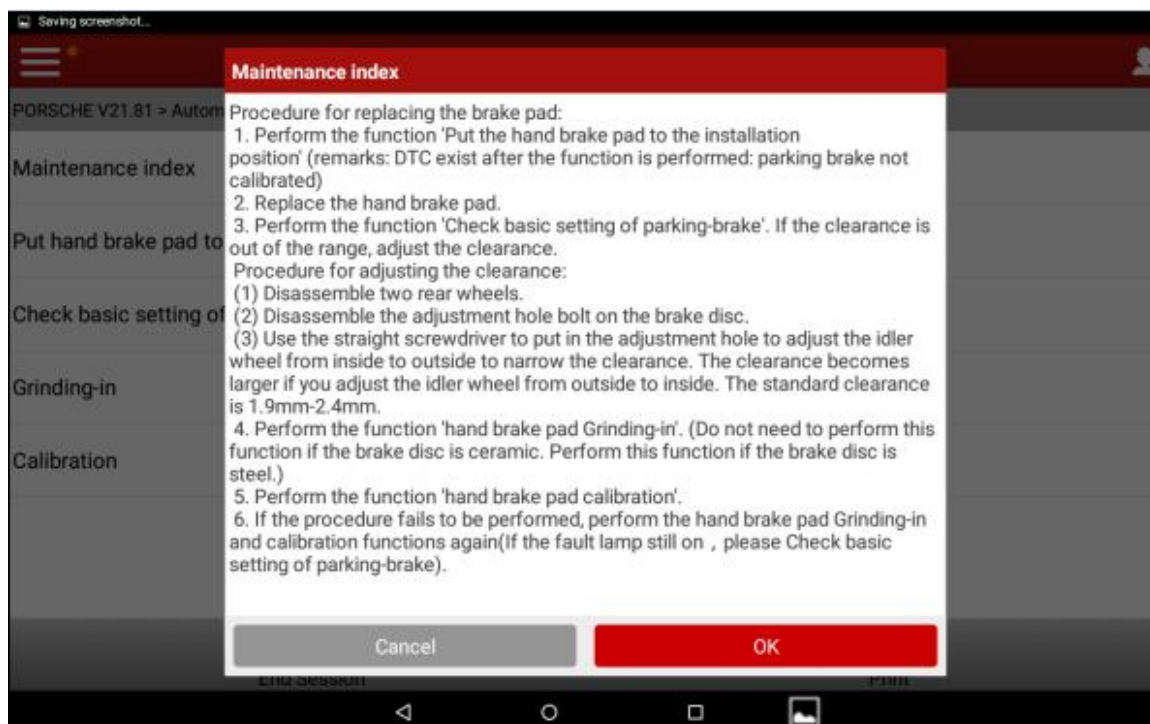 Saving screenshot...
Maintenance index
PORSCHE V21.81 > Autom
Procedure for replacing the brake pad:
1. Perform the function 'Put the hand brake pad to the installation
position' (remarks: DTC exist after the function is performed: parking brake not
calibrated)
Maintenance index
2. Replace the hand brake pad.
3. Perform the function 'Check basic setting of parking-brake'. If the clearance is
Put hand brake pad to
out of the range, adjust the clearance.
Procedure for adjusting the clearance:
(1) Disassemble two rear wheels.
Check basic setting of
(2) Disassemble the adjustment hole bolt on the brake disc.
(3) Use the straight screwdriver to put in the adjustment hole to adjust the idler
wheel from inside to outside to narrow the clearance. The clearance becomes
Grinding-in
larger if you adjust the idler wheel from outside to inside. The standard clearance
is 1.9mm-2.4mm.
4. Perform the function 'hand brake pad Grinding-in'. (Do not need to perform this
Calibration
function if the brake disc is ceramic. Perform this function if the brake disc is
steel.)
5. Perform the function 'hand brake pad calibration'.
6. If the procedure fails to be performed, perform the hand brake pad Grinding-in
and calibration functions again(If the fault lamp still on , please Check basic
setting of parking-brake).
Cancel
OK
End Session
Print